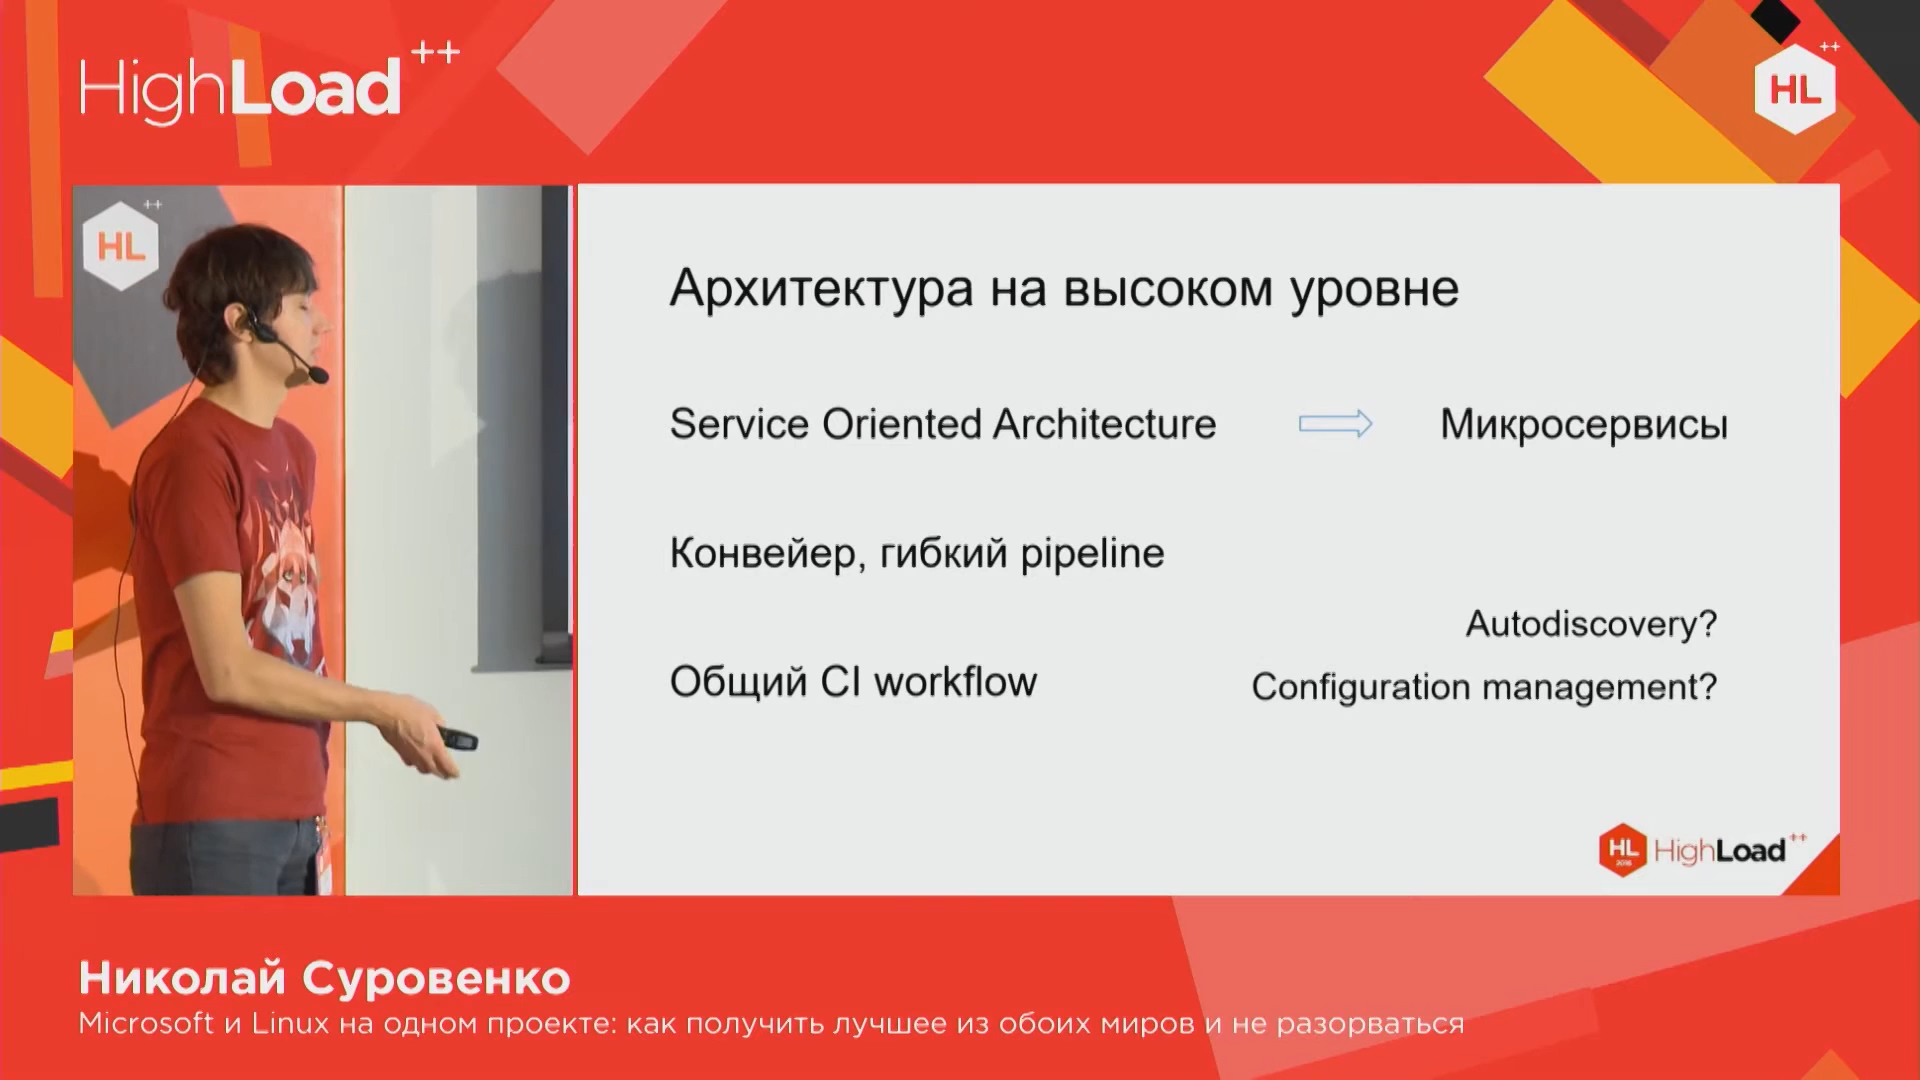 HighLoad++
HL++
HL++
Архитектура на высоком уровне
Service Oriented Architecture
Микросервисы
Конвейер, гибкий pipeline
Autodiscovery?
Общий CI workflow
Configuration management?
HL
2016
HighLoad++
Николай Суровенко
Microsoft и Linux на одном проекте: как получить лучшее из обоих миров и не разорваться